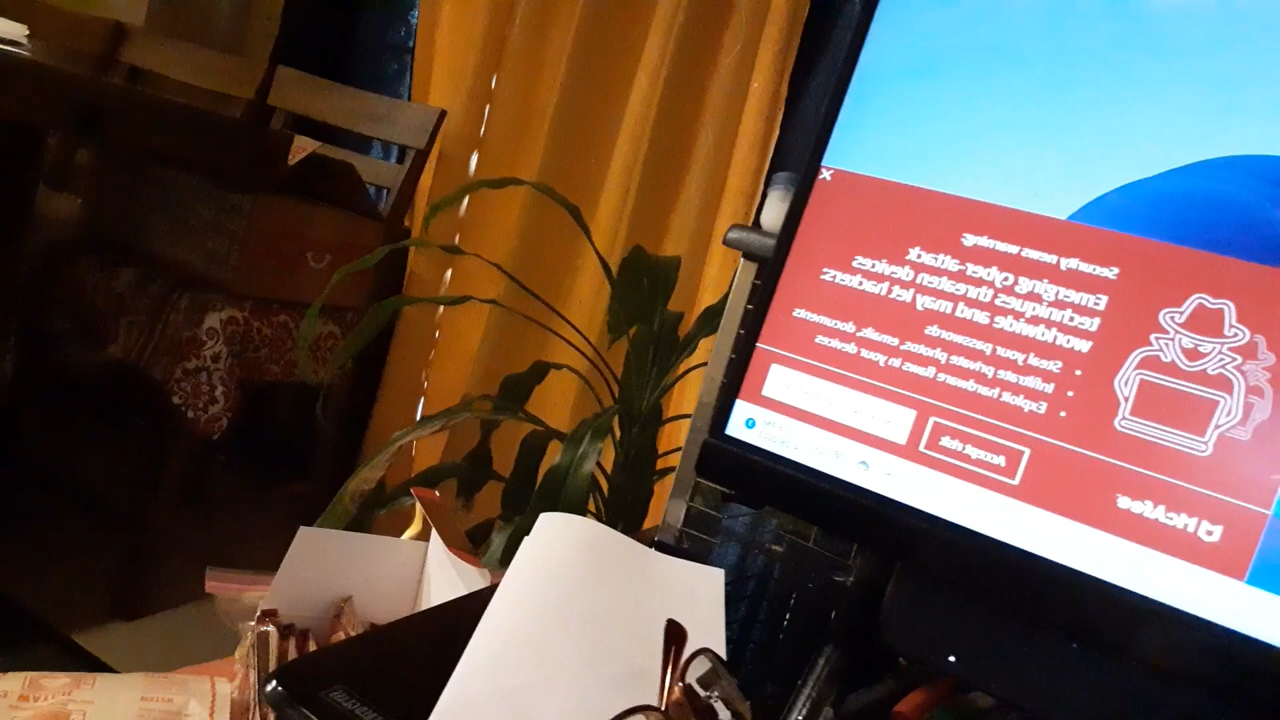 Security news warning:
Emerging cyber-attack
techniques threaten devices
worldwide and may let hackers:
Steal your passwords
Infiltrate private photos, emails, documents
Exploit hardware flaws in your devices
Accept risk
McAfee